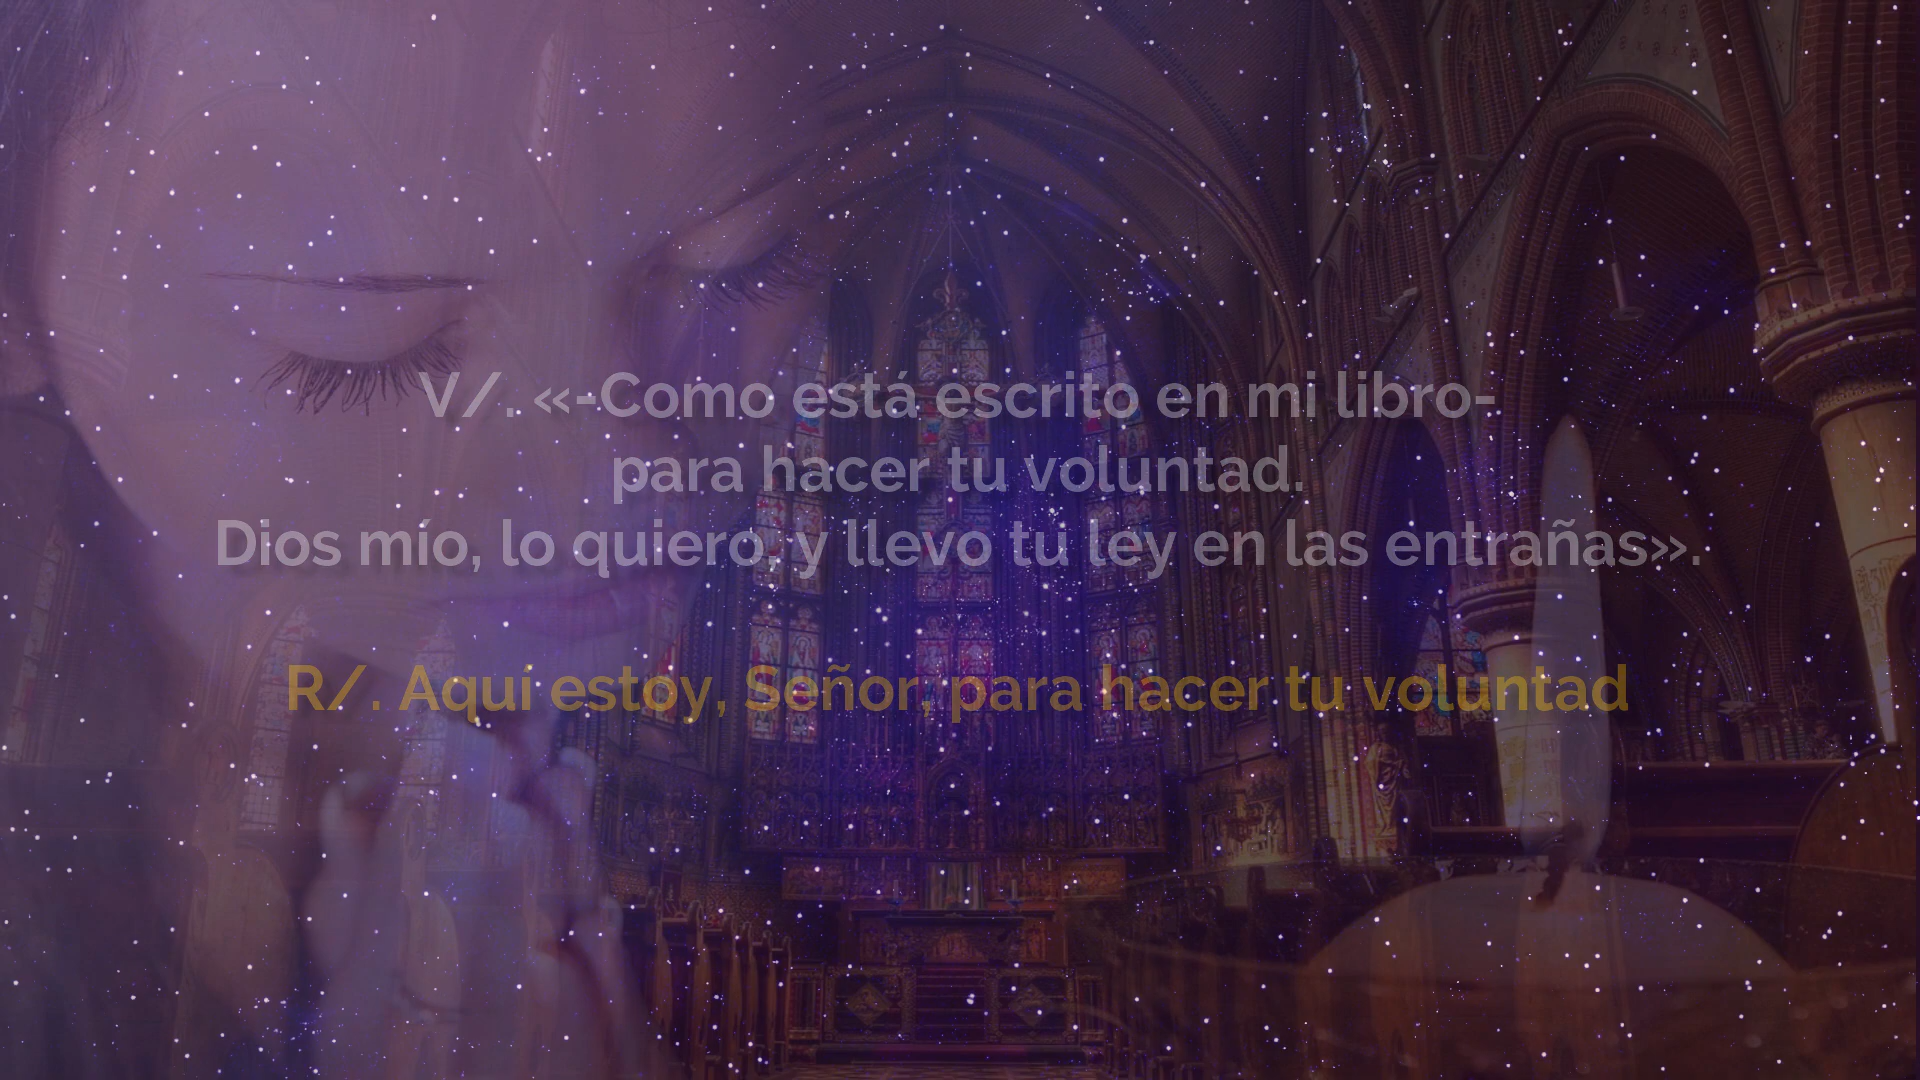 V/. «-Como está escrito en mi libro-
para hacer tu voluntad.
Dios mío, lo quiero, y llevo tu ley en las entrañas».
R/. Aquí estoy, Señor, para hacer tu voluntad